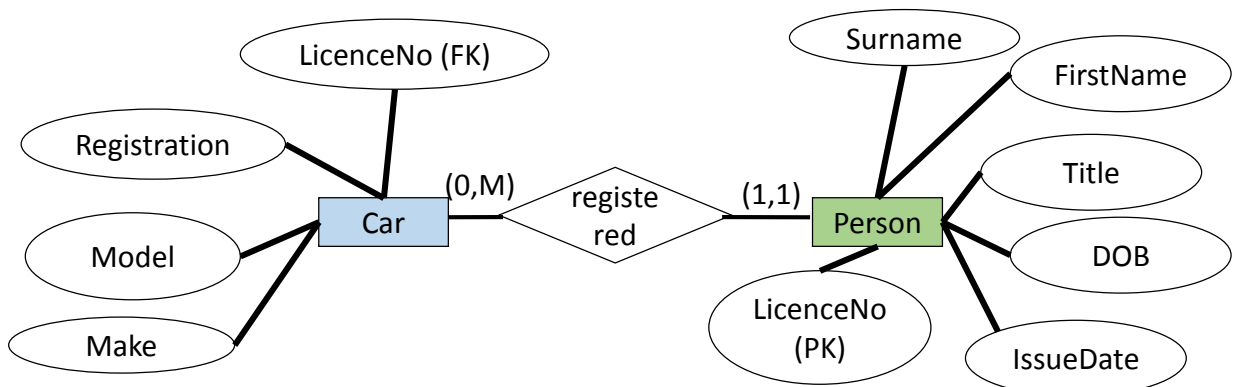 LicenceNo (FK)
Surname
FirstName
Registration
Title
(0,M)
registe
red
(1,1)
Car
Person
Model
DOB
LicenceNo
(PK)
Make
IssueDate